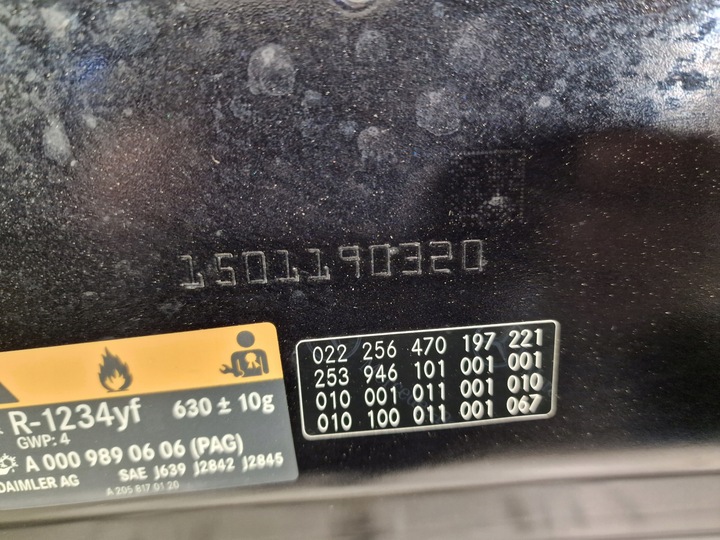 1501190320
R-1234yf 630 ± 10g
GWP: 4
A 000 989 06 06 (PAG)
SAE J639 J2842 J2845
DAIMLER AG
A 205 817 01 20
022 256 470 197 221
253 946 101 001 001
010 001 011 001 010
010 100 011 001 067